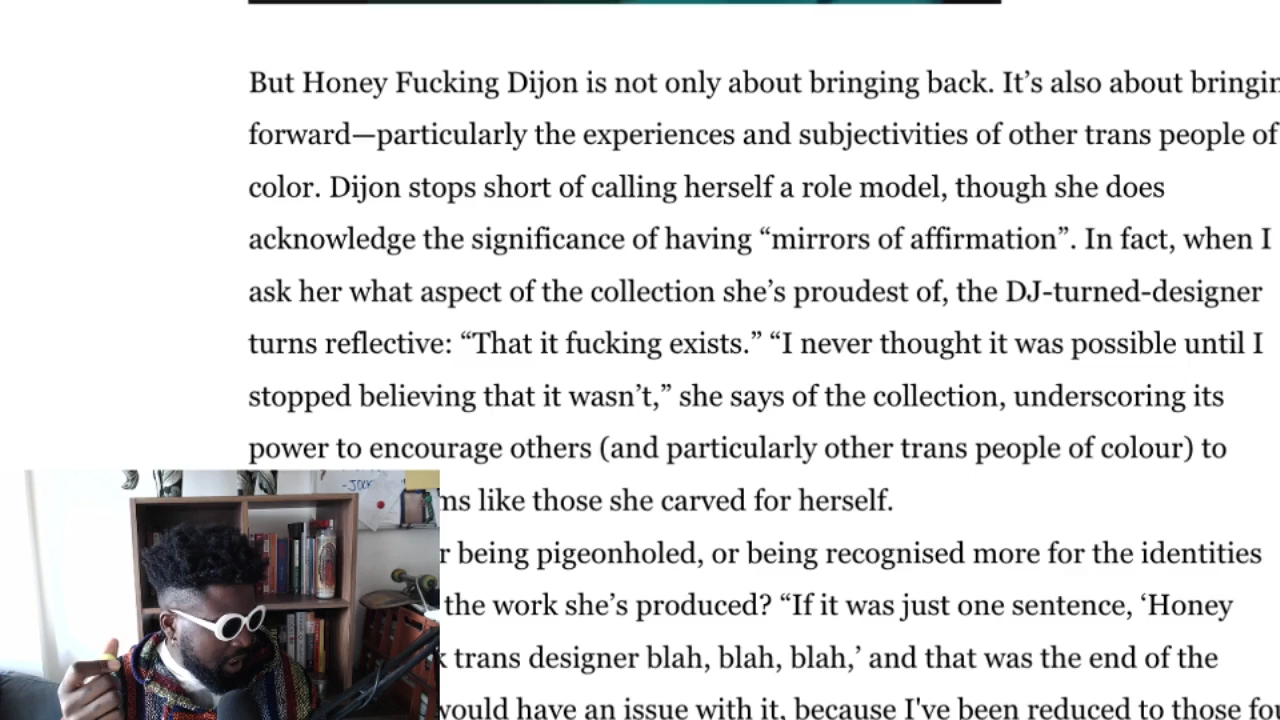 But Honey Fucking Dijon is not only about bringing back. It’s also about bringin
forward—particularly the experiences and subjectivities of other trans people of
color. Dijon stops short of calling herself a role model, though she does
acknowledge the significance of having “mirrors of affirmation”. In fact, when I
ask her what aspect of the collection she’s proudest of, the DJ-turned-designer
turns reflective: “That it fucking exists.” “I never thought it was possible until I
stopped believing that it wasn’t,” she says of the collection, underscoring its
power to encourage others (and particularly other trans people of colour) to
ms like those she carved for herself.
r being pigeonholed, or being recognised more for the identities
the work she’s produced? “If it was just one sentence, ‘Honey
k trans designer blah, blah, blah,’ and that was the end of the
would have an issue with it, because I've been reduced to those fou